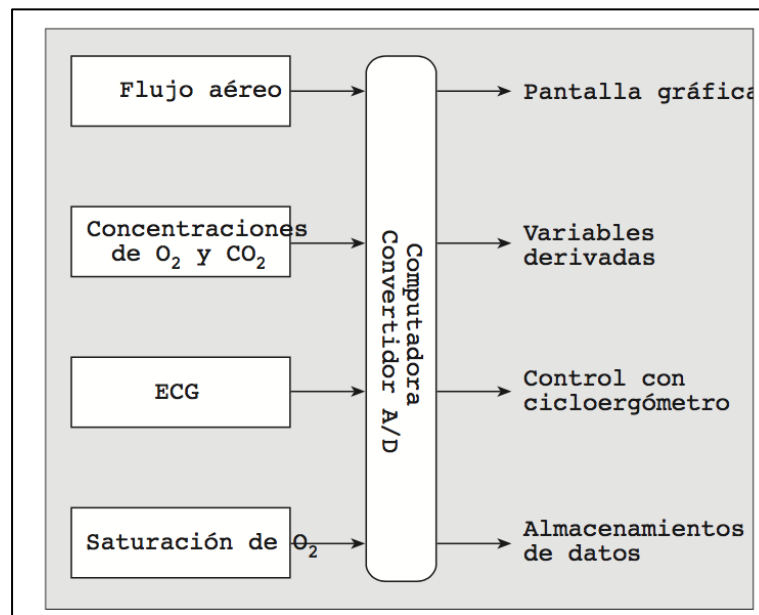 Flujo aéreo
Pantalla gráfica
Concentraciones
de O₂ y CO₂
Variables
derivadas
Computadora
Convertidor A/D
ECG
Control con
cicloergómetro
Saturación de O₂
Almacenamientos
de datos